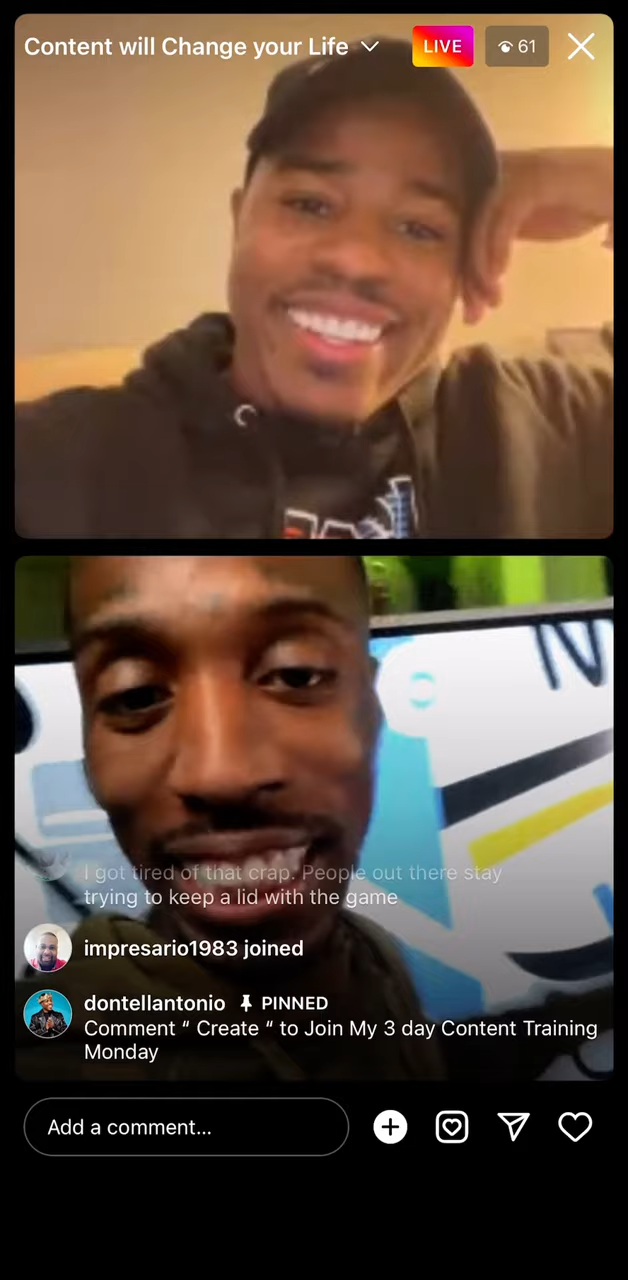 Content will Change your Life
LIVE
61
I got tired of that crap. People out there stay
trying to keep a lid with the game
impresario1983 joined
dontellantonio PINNED
Comment “ Create “ to Join My 3 day Content Training
Monday
Add a comment...